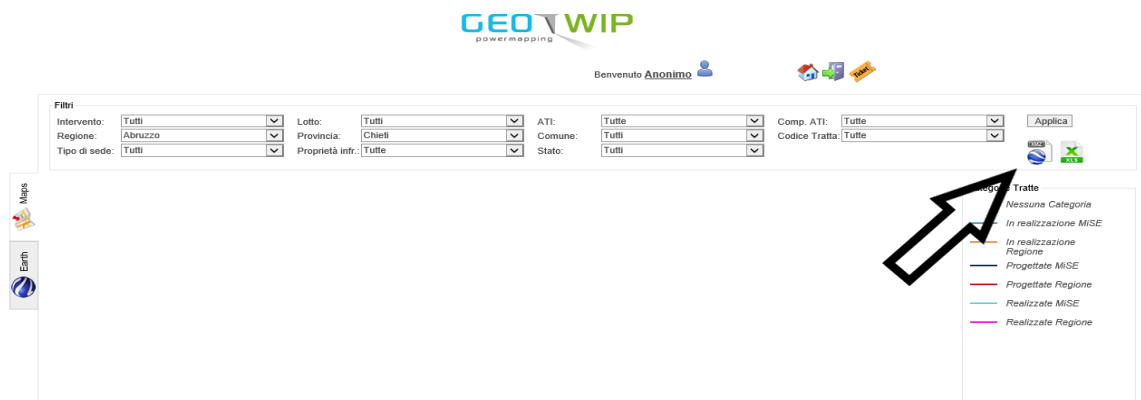 GEO WIP
powermapping
Benvenuto Anonimo
Ticket
Filtri
Intervento: Tutti Lotto: Tutti ATI: Tutte Comp. ATI: Tutte Applica
Regione: Abruzzo Provincia: Chieti Comune: Tutti Codice Tratta: Tutte
Tipo di sede: Tutti Proprietà infr.: Tutte Stato: Tutti
KMZ XLS
Maps
Earth
Tratte
Nessuna Categoria
In realizzazione MiSE
In realizzazione
Regione
Progettate MiSE
Progettate Regione
Realizzate MiSE
Realizzate Regione